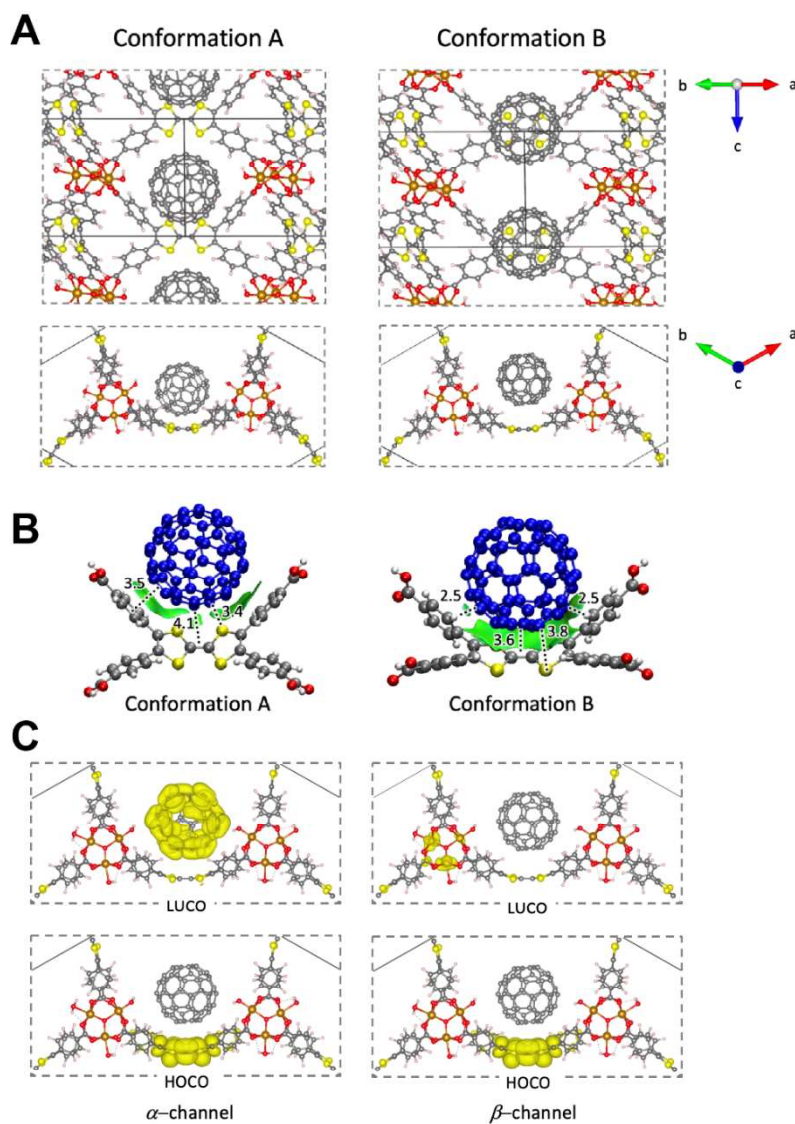 A
Conformation A
Conformation B
b
a
c
b
a
c
B
3.5
4.1
3.4
Conformation A
2.5
3.6
3.8
2.5
Conformation B
C
LUCO
LUCO
HOCO
HOCO
α−channel
β−channel